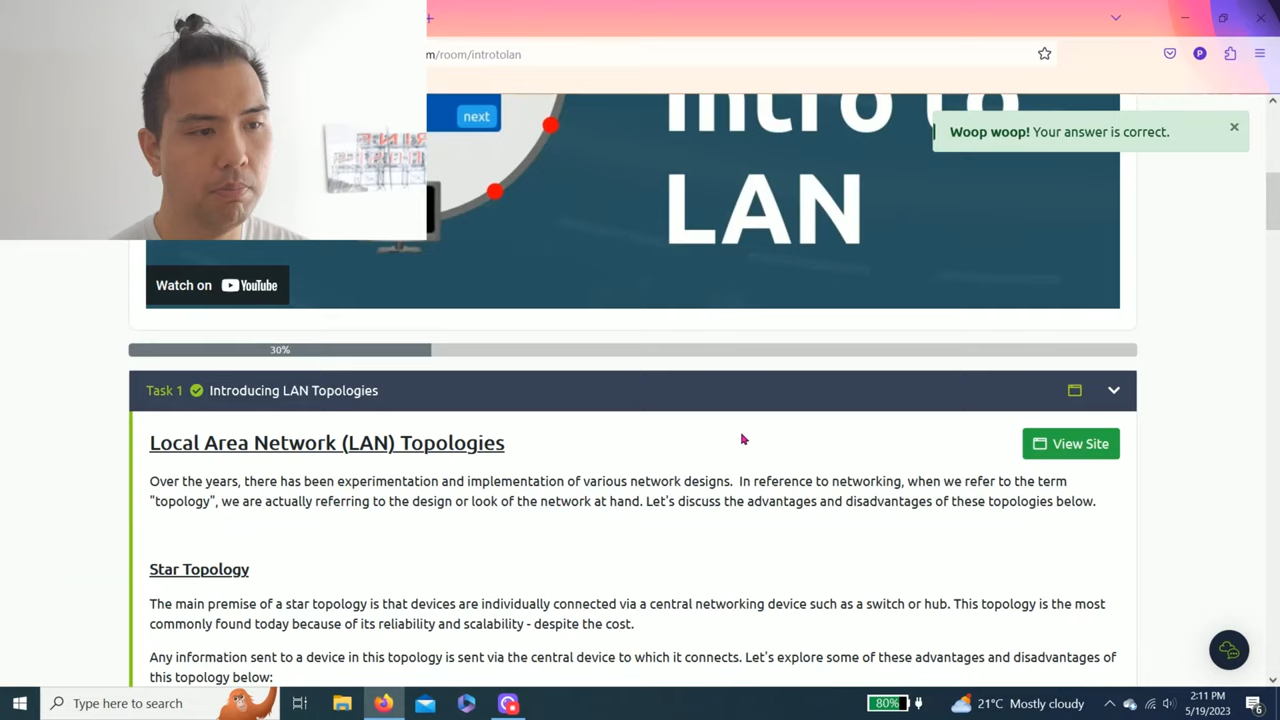 m/room/introtolan
next
Intro to
LAN
Woop woop! Your answer is correct.
Watch on YouTube
30%
Task 1 Introducing LAN Topologies
Local Area Network (LAN) Topologies
View Site
Over the years, there has been experimentation and implementation of various network designs. In reference to networking, when we refer to the term
"topology", we are actually referring to the design or look of the network at hand. Let's discuss the advantages and disadvantages of these topologies below.
Star Topology
The main premise of a star topology is that devices are individually connected via a central networking device such as a switch or hub. This topology is the most
commonly found today because of its reliability and scalability - despite the cost.
Any information sent to a device in this topology is sent via the central device to which it connects. Let's explore some of these advantages and disadvantages of
this topology below:
Type here to search
80%
21°C Mostly cloudy
2:11 PM
5/19/2023
6